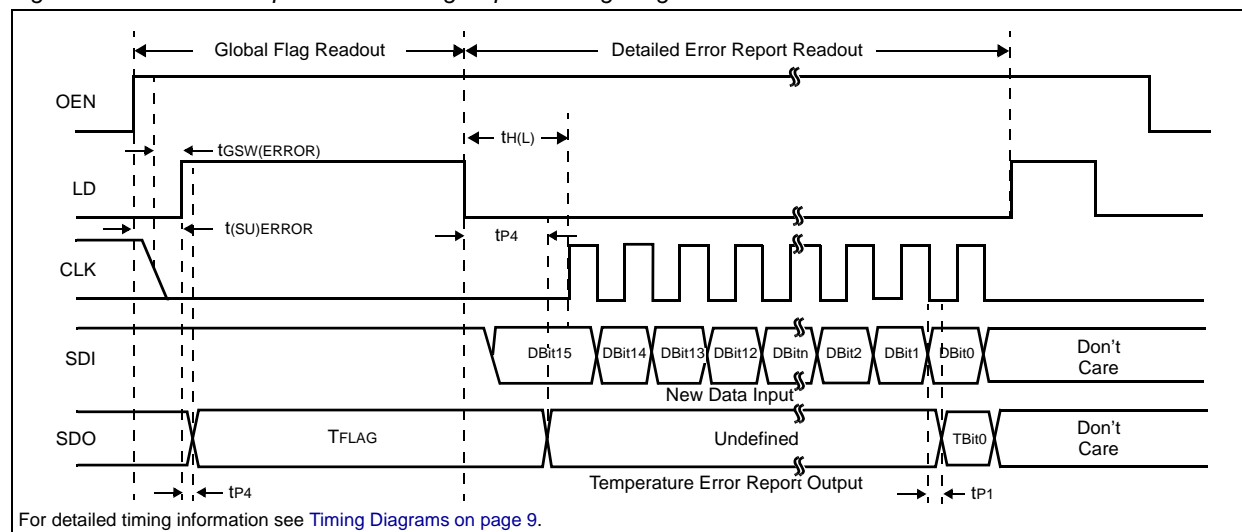 Global Flag Readout
Detailed Error Report Readout
OEN
tGSW(ERROR)
tH(L)
LD
t(SU)ERROR
tP4
CLK
SDI
DBit15 DBit14 DBit13 DBit12 DBitn DBit2 DBit1 DBit0
Don't
Care
New Data Input
SDO
TFLAG
Undefined
TBit0
Don't
Care
Temperature Error Report Output
tP4
tP1
For detailed timing information see Timing Diagrams on page 9.